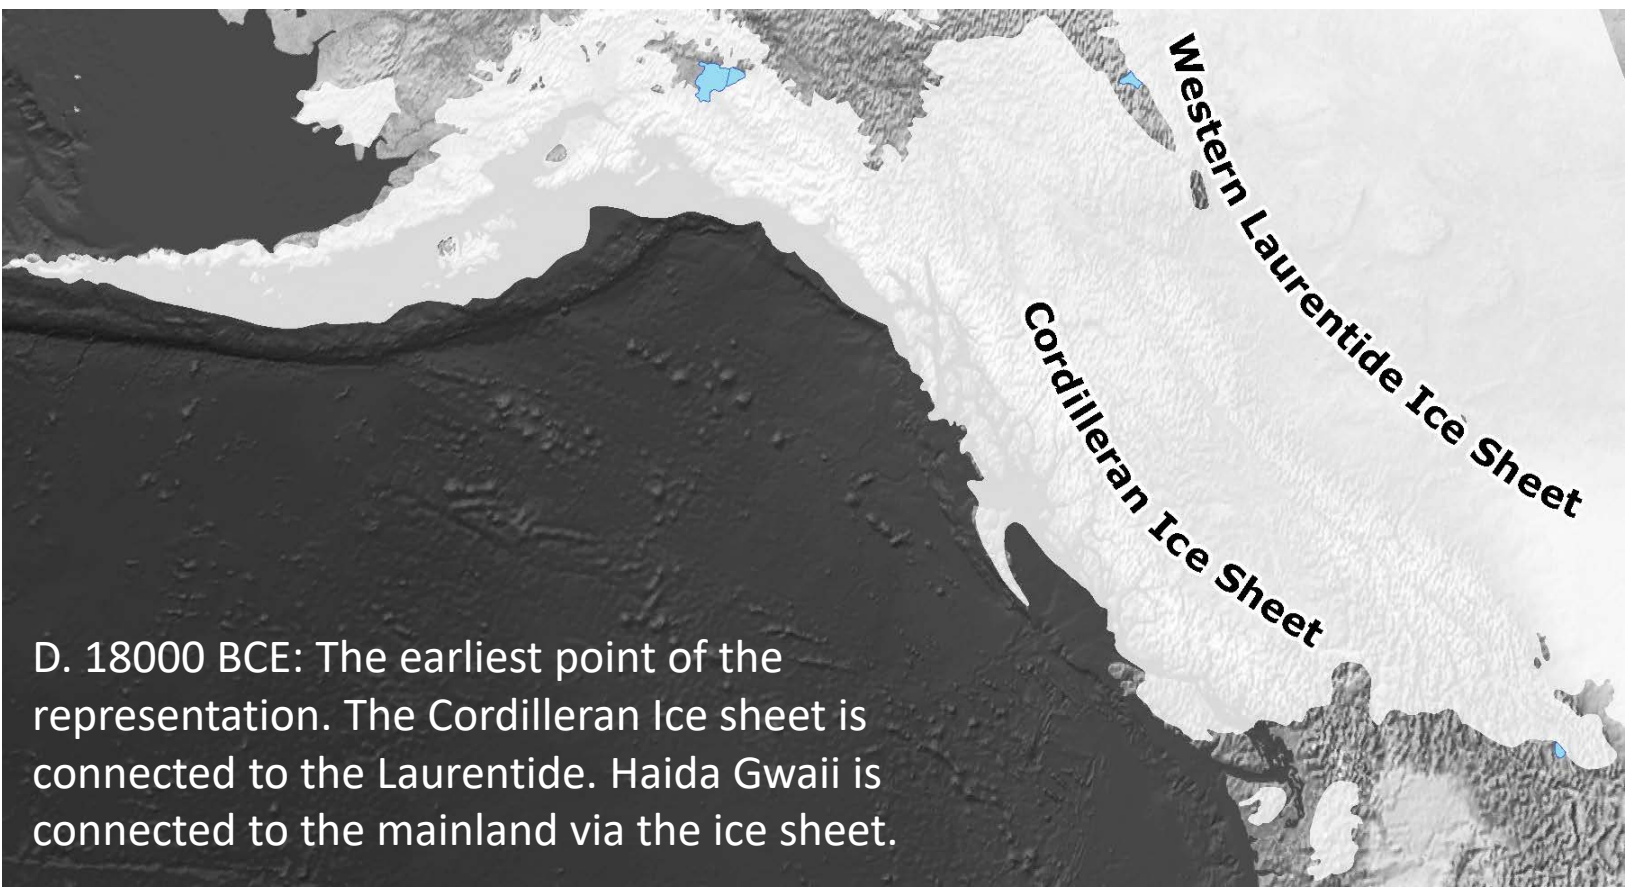 Western Laurentide Ice Sheet
Cordilleran Ice Sheet
D. 18000 BCE: The earliest point of the
representation. The Cordilleran Ice sheet is
connected to the Laurentide. Haida Gwaii is
connected to the mainland via the ice sheet.